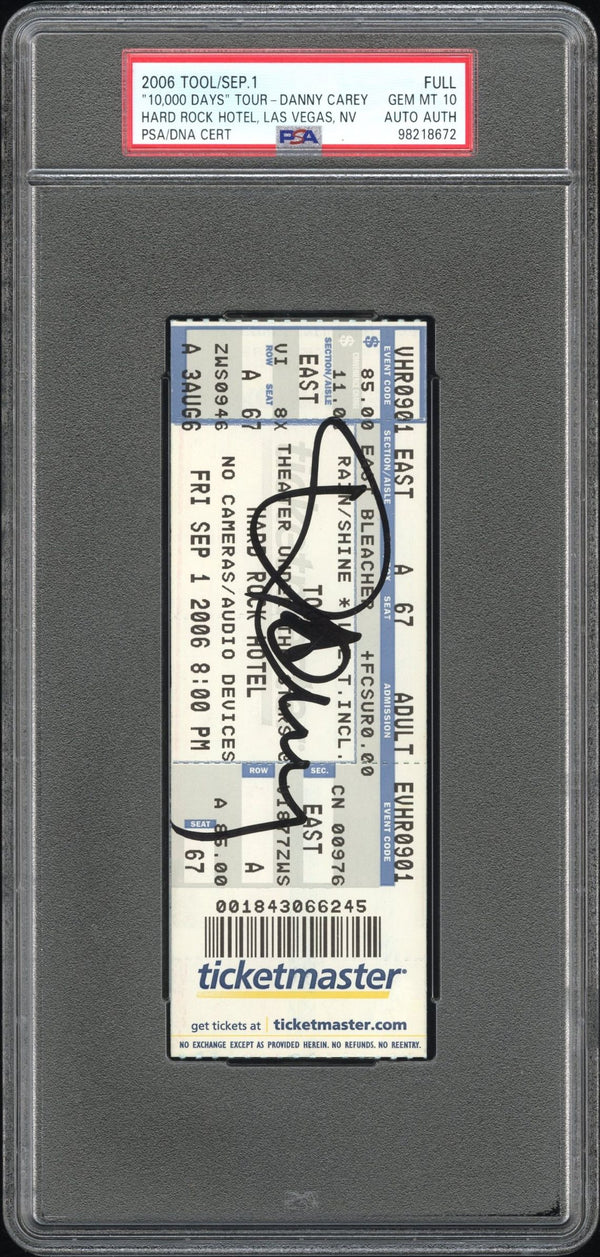 2006 TOOL/SEP.1 FULL
"10,000 DAYS" TOUR - DANNY CAREY GEM MT 10
HARD ROCK HOTEL, LAS VEGAS, NV AUTO AUTH
PSA/DNA CERT PSA 98218672
EVENT CODE SECTION/AISLE SEAT ADMISSION EVENT CODE
VHR0901 EAST A 67 ADULT EVHR0901
$ 85.00 EAST BLEACHER +FCSUR0.00
$ 11.00 RAIN/SHINE * T.INCL. CN 00976
SECTION/AISLE
EAST
SEC.
EAST
VI 8X THEATER
ROW SEAT
A 67
HARD ROCK HOTEL
ROW
A
ZWS0946 NO CAMERAS/AUDIO DEVICES A 85.00
A 3AUG6 FRI SEP 1 2006 8:00 PM
SEAT
67
001843066245
ticketmaster
get tickets at | ticketmaster.com
NO EXCHANGE EXCEPT AS PROVIDED HEREIN. NO REFUNDS. NO REENTRY.